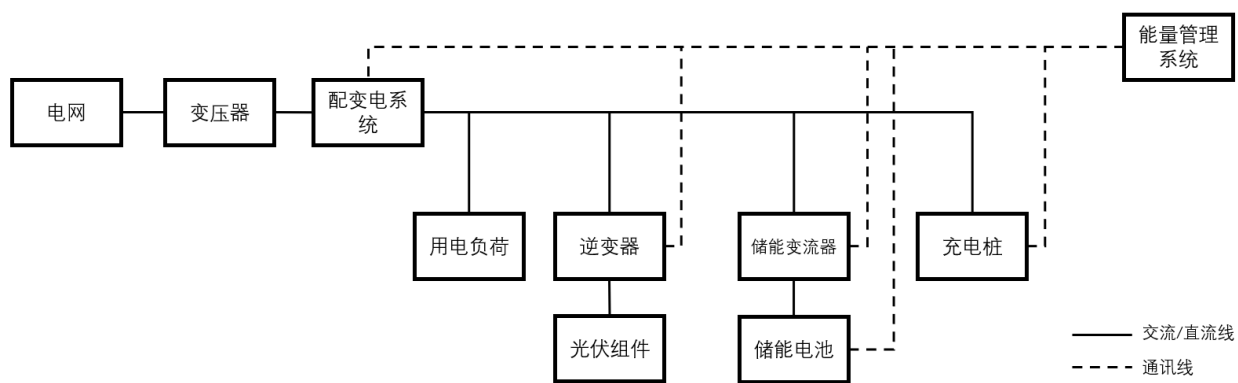 能量管理
系统
电网
变压器
配变电系
统
用电负荷
逆变器
储能变流器
充电桩
光伏组件
储能电池
交流/直流线
通讯线